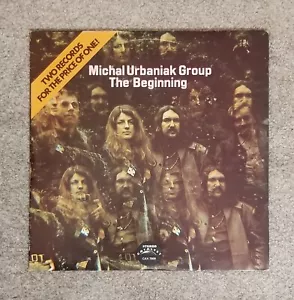 TWO RECORDS
FOR THE PRICE OF ONE!
Michal Urbaniak Group
The Beginning